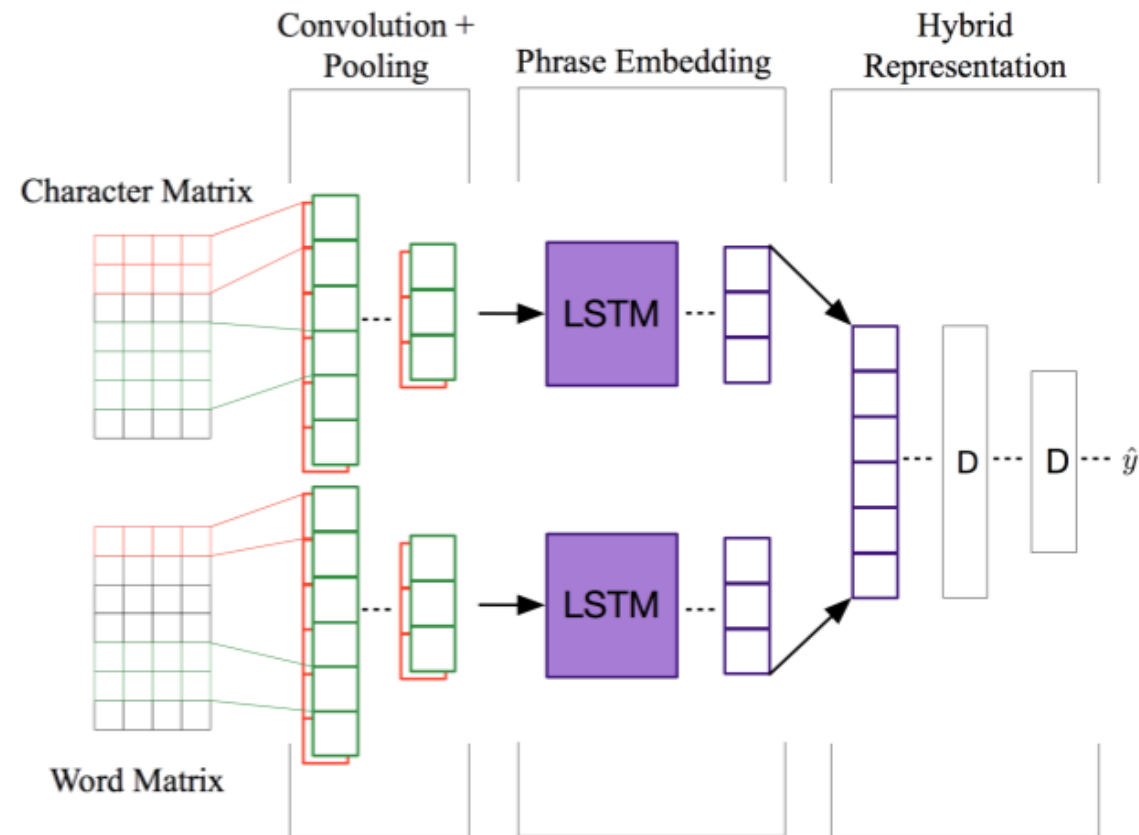 Convolution +
Pooling
Phrase Embedding
Hybrid
Representation
Character Matrix
LSTM
D
D
ŷ
LSTM
Word Matrix